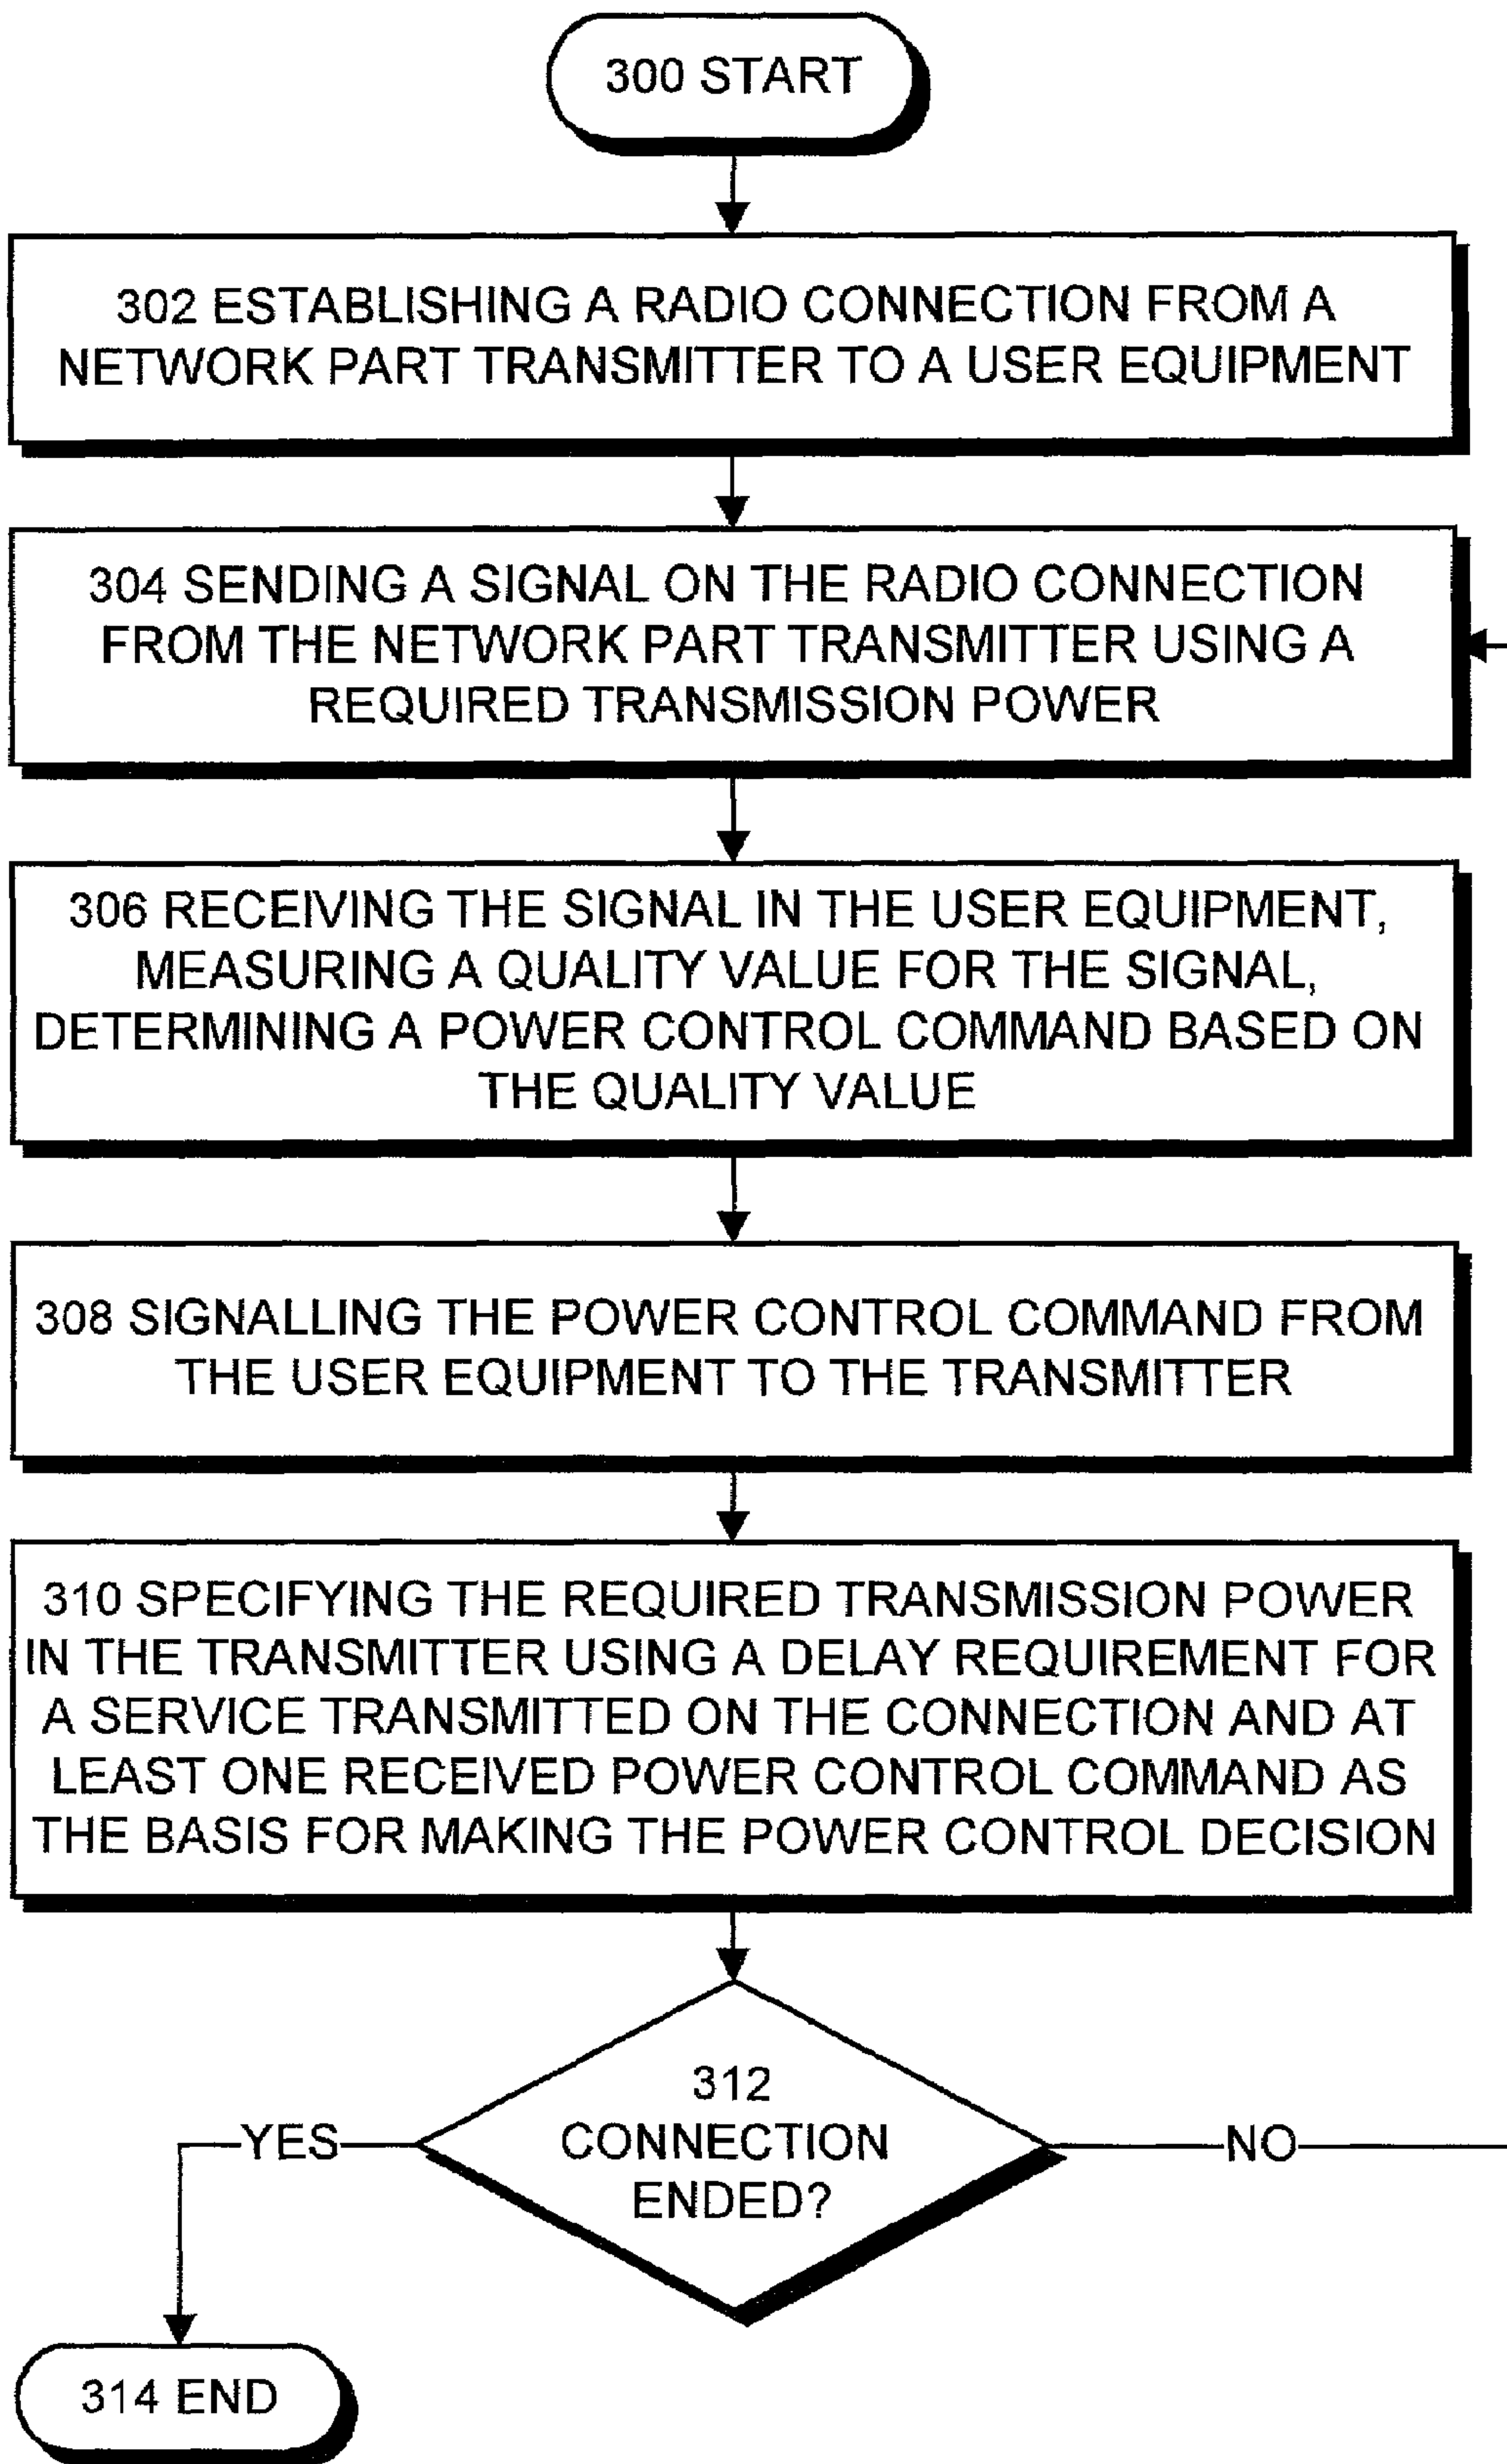 300 START
302 ESTABLISHING A RADIO CONNECTION FROM A
NETWORK PART TRANSMITTER TO A USER EQUIPMENT
304 SENDING A SIGNAL ON THE RADIO CONNECTION
FROM THE NETWORK PART TRANSMITTER USING A
REQUIRED TRANSMISSION POWER
306 RECEIVING THE SIGNAL IN THE USER EQUIPMENT,
MEASURING A QUALITY VALUE FOR THE SIGNAL,
DETERMINING A POWER CONTROL COMMAND BASED ON
THE QUALITY VALUE
308 SIGNALLING THE POWER CONTROL COMMAND FROM
THE USER EQUIPMENT TO THE TRANSMITTER
310 SPECIFYING THE REQUIRED TRANSMISSION POWER
IN THE TRANSMITTER USING A DELAY REQUIREMENT FOR
A SERVICE TRANSMITTED ON THE CONNECTION AND AT
LEAST ONE RECEIVED POWER CONTROL COMMAND AS
THE BASIS FOR MAKING THE POWER CONTROL DECISION
312
CONNECTION
ENDED?
YES
NO
314 END